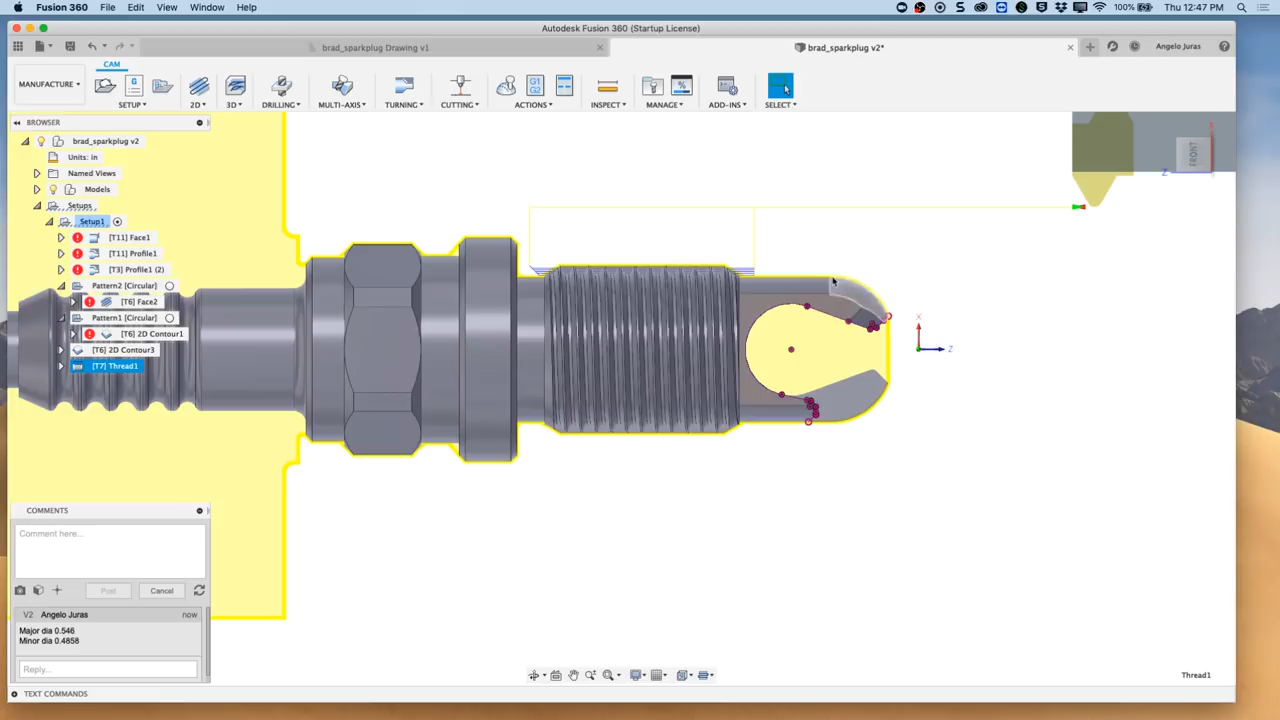 Fusion 360 File Edit View Window Help 100% Thu 12:47 PM
Autodesk Fusion 360 (Startup License)
brad_sparkplug Drawing v1 brad_sparkplug v2* Angelo Juras
CAM
MANUFACTURE
G G1 G2 %
SETUP 2D 3D DRILLING MULTI-AXIS TURNING CUTTING ACTIONS INSPECT MANAGE ADD-INS SELECT
BROWSER
brad_sparkplug v2
Units: in
Named Views
Models
Setups
Setup1
[T11] Face1
[T11] Profile1
[T3] Profile1 (2)
Pattern2 [Circular]
[T6] Face2
Pattern1 [Circular]
[T6] 2D Contour1
[T6] 2D Contour3
[T7] Thread1
FRONT
X
Z
X
Z
COMMENTS
Comment here...
Post Cancel
V2 Angelo Juras now
Major dia 0.546
Minor dia 0.4858
Reply...
Thread1
TEXT COMMANDS